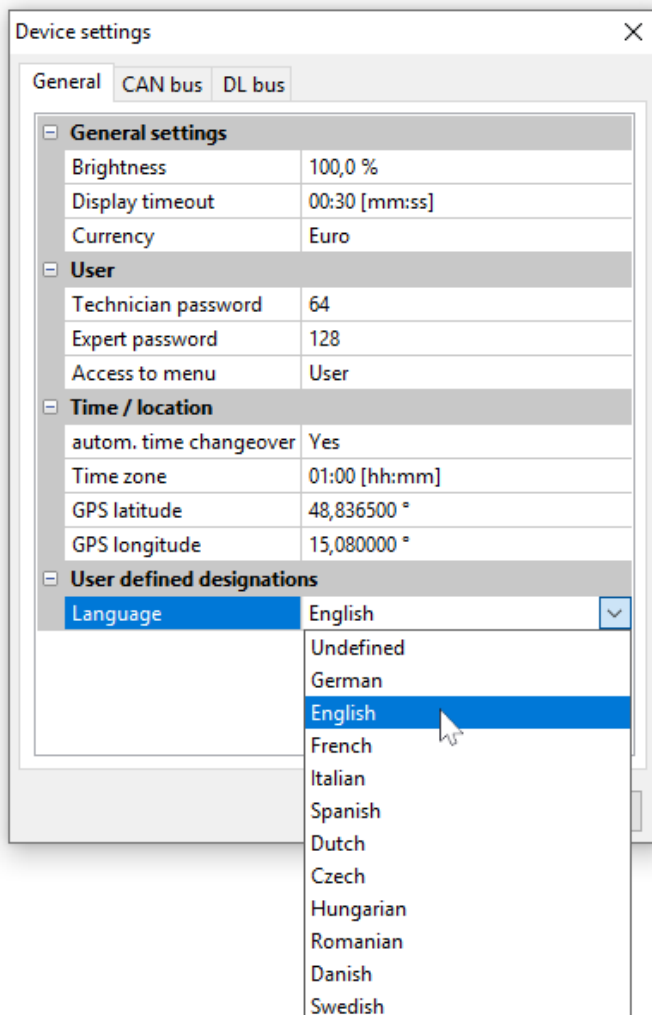 Device settings
General CAN bus DL bus
General settings
Brightness 100,0 %
Display timeout 00:30 [mm:ss]
Currency Euro
User
Technician password 64
Expert password 128
Access to menu User
Time / location
autom. time changeover Yes
Time zone 01:00 [hh:mm]
GPS latitude 48,836500 °
GPS longitude 15,080000 °
User defined designations
Language English
Undefined
German
English
French
Italian
Spanish
Dutch
Czech
Hungarian
Romanian
Danish
Swedish